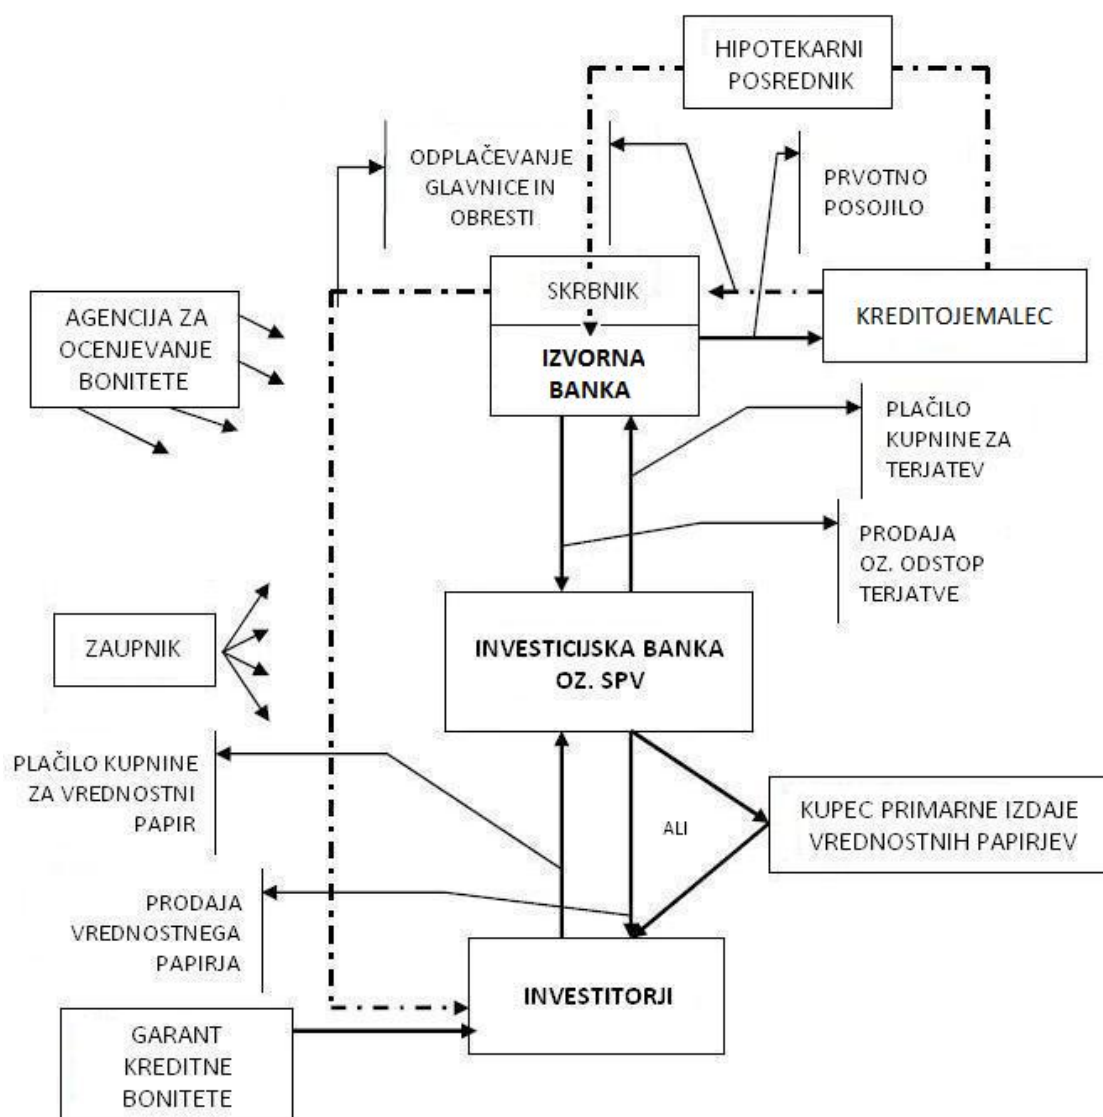 HIPOTEKARNI
POSREDNIK
ODPLAČEVANJE
GLAVNICE IN
OBRESTI
PRVOTNO
POSOJILO
SKRBNIK
IZVORNA
BANKA
KREDITOJEMALEC
AGENCIJA ZA
OCENJEVANJE
BONITETE
PLAČILO
KUPNINE ZA
TERJATEV
PRODAJA
OZ. ODSTOP
TERJATVE
ZAUPNIK
INVESTICIJSKA BANKA
OZ. SPV
PLAČILO KUPNINE
ZA VREDNOSTNI
PAPIR
ALI
KUPEC PRIMARNE IZDAJE
VREDNOSTNIH PAPIRJEV
PRODAJA
VREDNOSTNEGA
PAPIRJA
INVESTITORJI
GARANT
KREDITNE
BONITETE